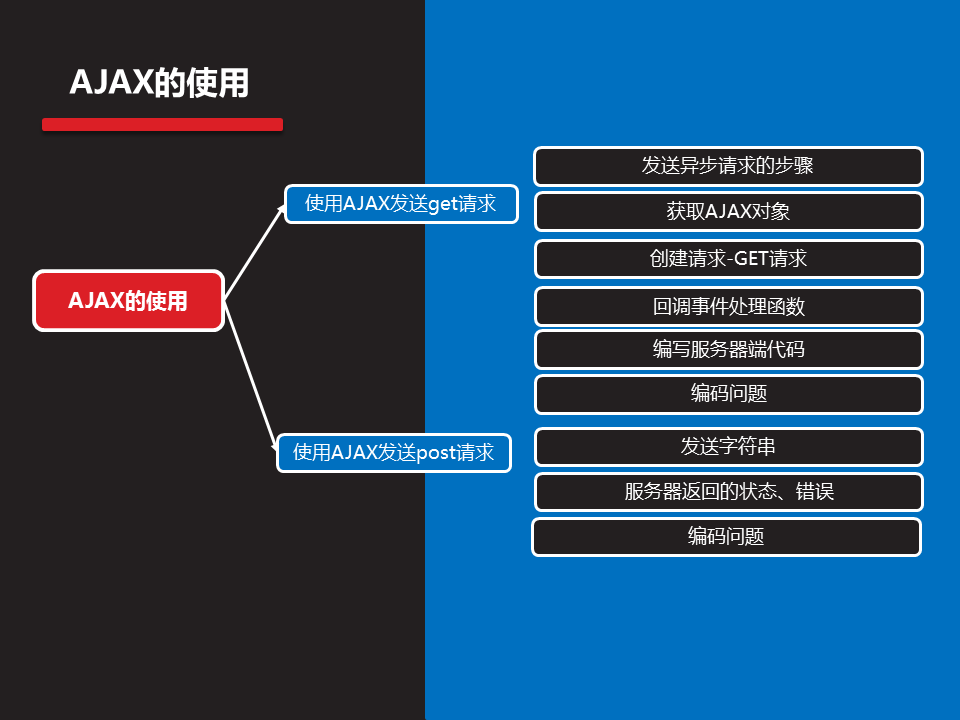 AJAX的使用
AJAX的使用
使用AJAX发送get请求
发送异步请求的步骤
获取AJAX对象
创建请求-GET请求
回调事件处理函数
编写服务器端代码
编码问题
使用AJAX发送post请求
发送字符串
服务器返回的状态、错误
编码问题